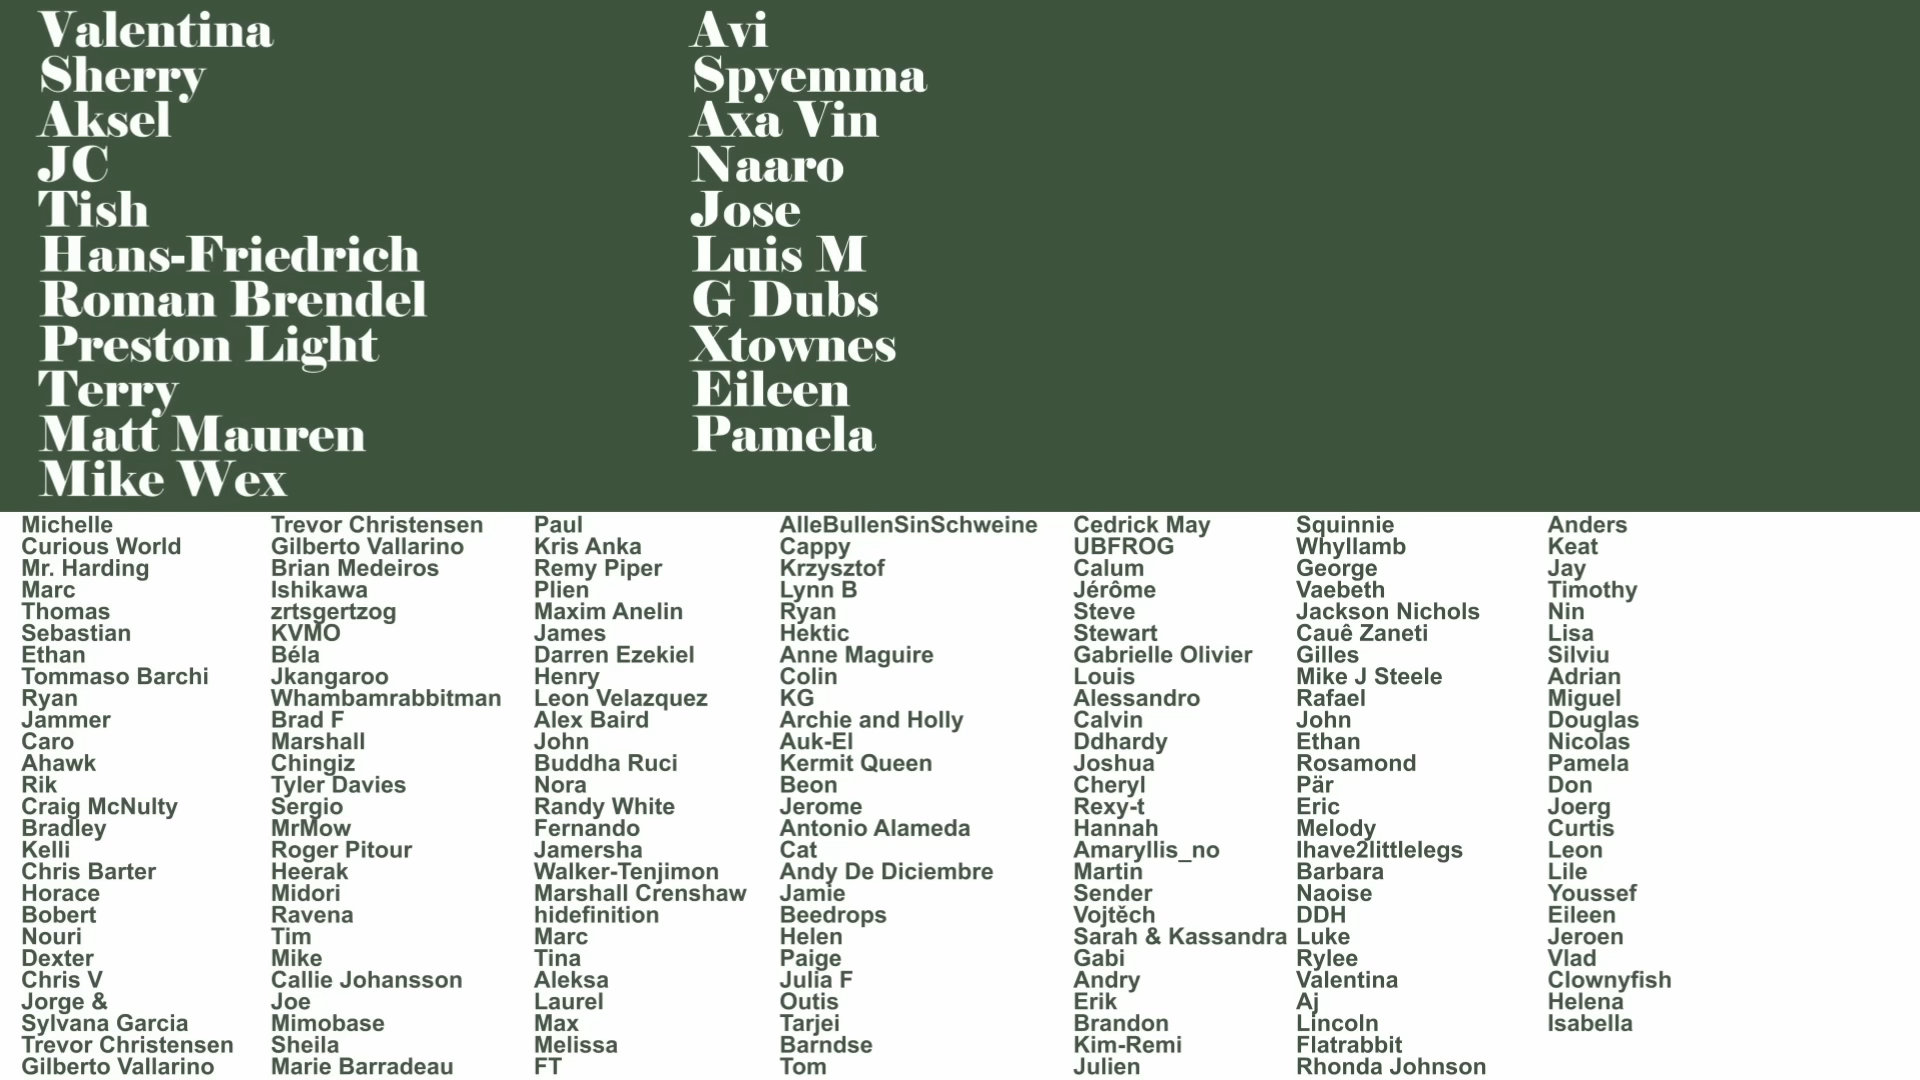 Valentina
Sherry
Aksel
JC
Tish
Hans-Friedrich
Roman Brendel
Preston Light
Terry
Matt Mauren
Mike Wex
Avi
Spyemma
Axa Vin
Naaro
Jose
Luis M
G Dubs
Xtownes
Eileen
Pamela
Michelle
Curious World
Mr. Harding
Marc
Thomas
Sebastian
Ethan
Tommaso Barchi
Ryan
Jammer
Caro
Ahawk
Rik
Craig McNulty
Bradley
Kelli
Chris Barter
Horace
Bobert
Nouri
Dexter
Chris V
Jorge &
Sylvana Garcia
Trevor Christensen
Gilberto Vallarino
Trevor Christensen
Gilberto Vallarino
Brian Medeiros
Ishikawa
zrtsgertzog
KVMO
Béla
Jkangaroo
Whambamrabbitman
Brad F
Marshall
Chingiz
Tyler Davies
Sergio
MrMow
Roger Pitour
Heerak
Midori
Ravena
Tim
Mike
Callie Johansson
Joe
Mimobase
Sheila
Marie Barradeau
Paul
Kris Anka
Remy Piper
Plien
Maxim Anelin
James
Darren Ezekiel
Henry
Leon Velazquez
Alex Baird
John
Buddha Ruci
Nora
Randy White
Fernando
Jamersha
Walker-Tenjimon
Marshall Crenshaw
hidefinition
Marc
Tina
Aleksa
Laurel
Max
Melissa
FT
AlleBullenSinSchweine
Cappy
Krzysztof
Lynn B
Ryan
Hektic
Anne Maguire
Colin
KG
Archie and Holly
Auk-El
Kermit Queen
Beon
Jerome
Antonio Alameda
Cat
Andy De Diciembre
Jamie
Beedrops
Helen
Paige
Julia F
Outis
Tarjei
Barndse
Tom
Cedrick May
UBFROG
Calum
Jérôme
Steve
Stewart
Gabrielle Olivier
Louis
Alessandro
Calvin
Ddhardy
Joshua
Cheryl
Rexy-t
Hannah
Amaryllis_no
Martin
Sender
Vojtěch
Sarah & Kassandra
Gabi
Andry
Erik
Brandon
Kim-Remi
Julien
Squinnie
Whyllamb
George
Vaebeth
Jackson Nichols
Cauê Zaneti
Gilles
Mike J Steele
Rafael
John
Ethan
Rosamond
Pär
Eric
Melody
Ihave2littlelegs
Barbara
Naoise
DDH
Luke
Rylee
Valentina
Aj
Lincoln
Flatrabbit
Rhonda Johnson
Anders
Keat
Jay
Timothy
Nin
Lisa
Silviu
Adrian
Miguel
Douglas
Nicolas
Pamela
Don
Joerg
Curtis
Leon
Lile
Youssef
Eileen
Jeroen
Vlad
Clownyfish
Helena
Isabella